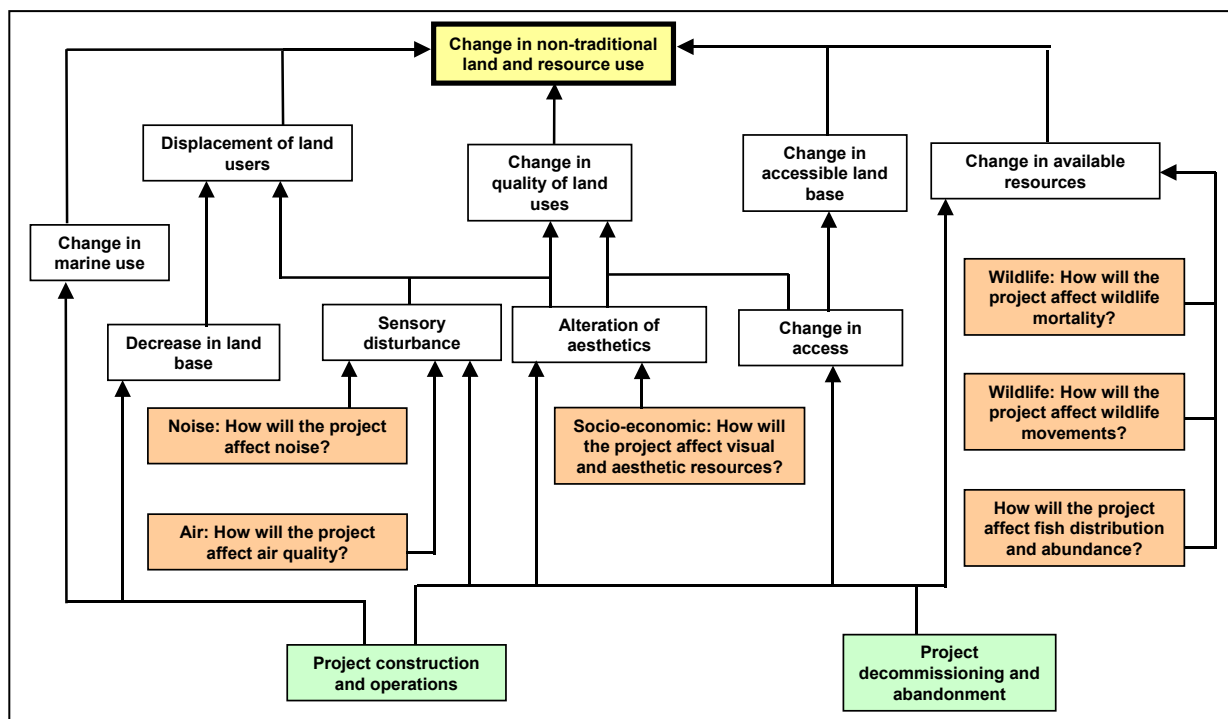 Change in non-traditional
land and resource use
Displacement of land
users
Change in
quality of land
uses
Change in
accessible land
base
Change in available
resources
Change in
marine use
Decrease in land
base
Sensory
disturbance
Alteration of
aesthetics
Change in
access
Wildlife: How will the
project affect wildlife
mortality?
Noise: How will the project
affect noise?
Socio-economic: How will
the project affect visual
and aesthetic resources?
Wildlife: How will the
project affect wildlife
movements?
Air: How will the project
affect air quality?
How will the project
affect fish distribution
and abundance?
Project construction
and operations
Project
decommissioning and
abandonment